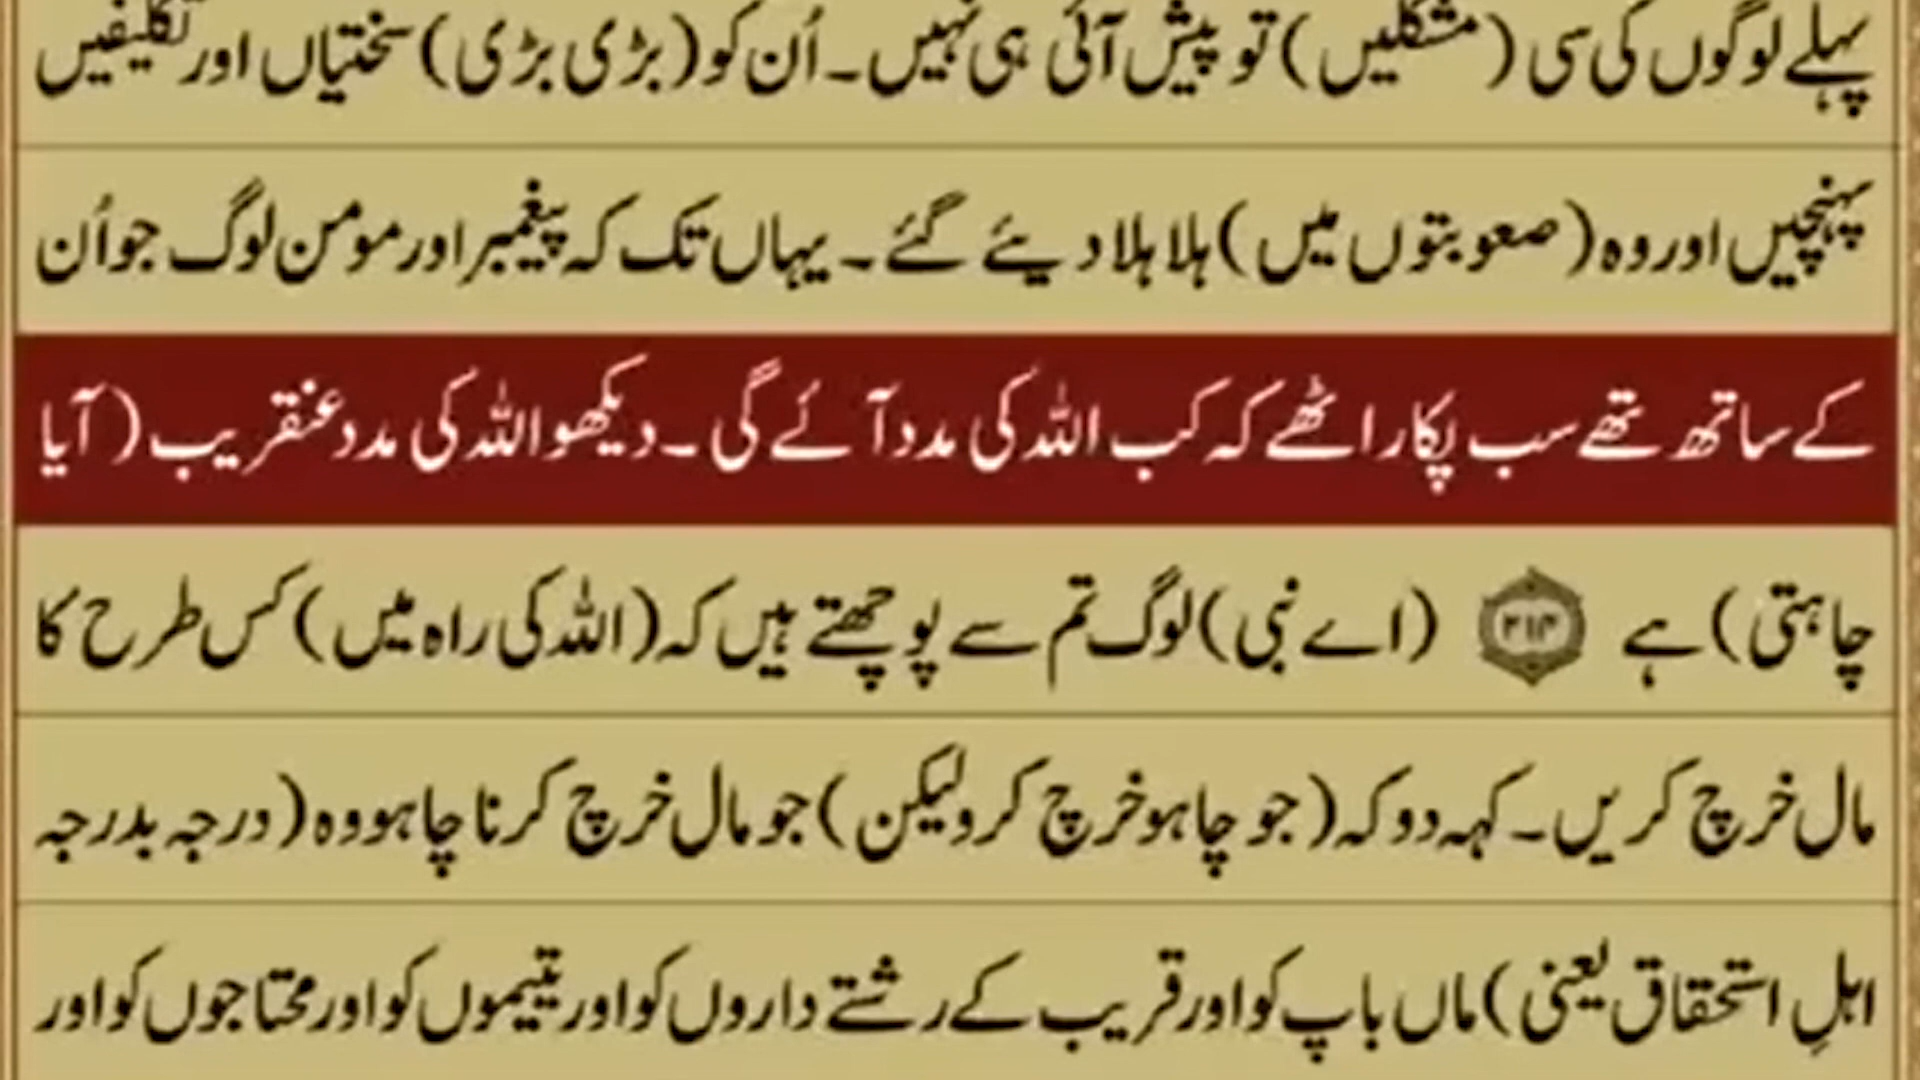 پہلے لوگوں کی سی (مشکلیں) تو پیش آئی ہی نہیں۔ اُن کو (بڑی بڑی) سختیاں اور تکلیفیں
پہنچیں اور وہ (صعوبتوں میں) ہلا ہلا دیئے گئے۔ یہاں تک کہ پیغمبر اور مومن لوگ جو اُن
کے ساتھ تھے سب پکار اٹھے کہ کب اللہ کی مدد آئے گی۔ دیکھو اللہ کی مدد عنقریب (آیا
چاہتی) ہے ۲۱۴ (اے نبی) لوگ تم سے پوچھتے ہیں کہ (اللہ کی راہ میں) کس طرح کا
مال خرچ کریں۔ کہہ دو کہ (جو چاہو خرچ کرو لیکن) جو مال خرچ کرنا چاہو وہ (درجہ بدرجہ
اہلِ استحقاق یعنی) ماں باپ کو اور قریب کے رشتے داروں کو اور یتیموں کو اور محتاجوں کو اور